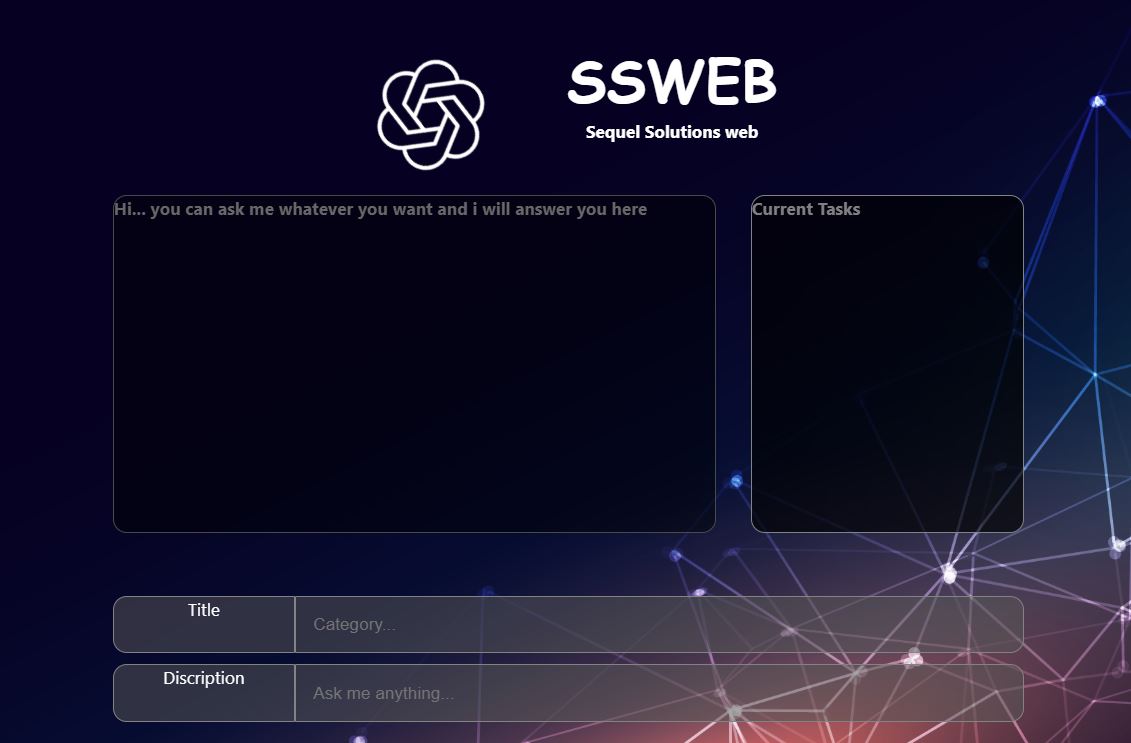 SSWEB
Sequel Solutions web
Hi... you can ask me whatever you want and i will answer you here
Current Tasks
Title
Category...
Discription
Ask me anything...